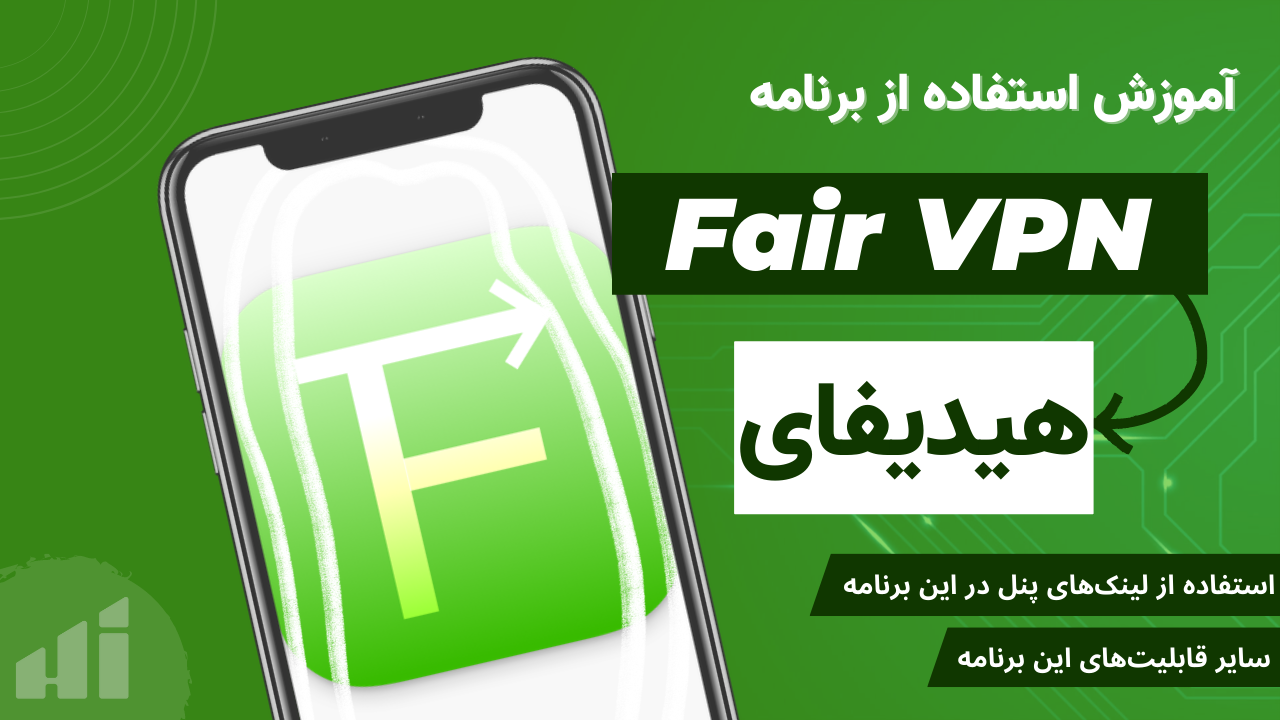 آموزش استفاده از برنامه
Fair VPN
هیدیفای
استفاده از لینک‌های پنل در این برنامه
سایر قابلیت‌های این برنامه
F
Hi